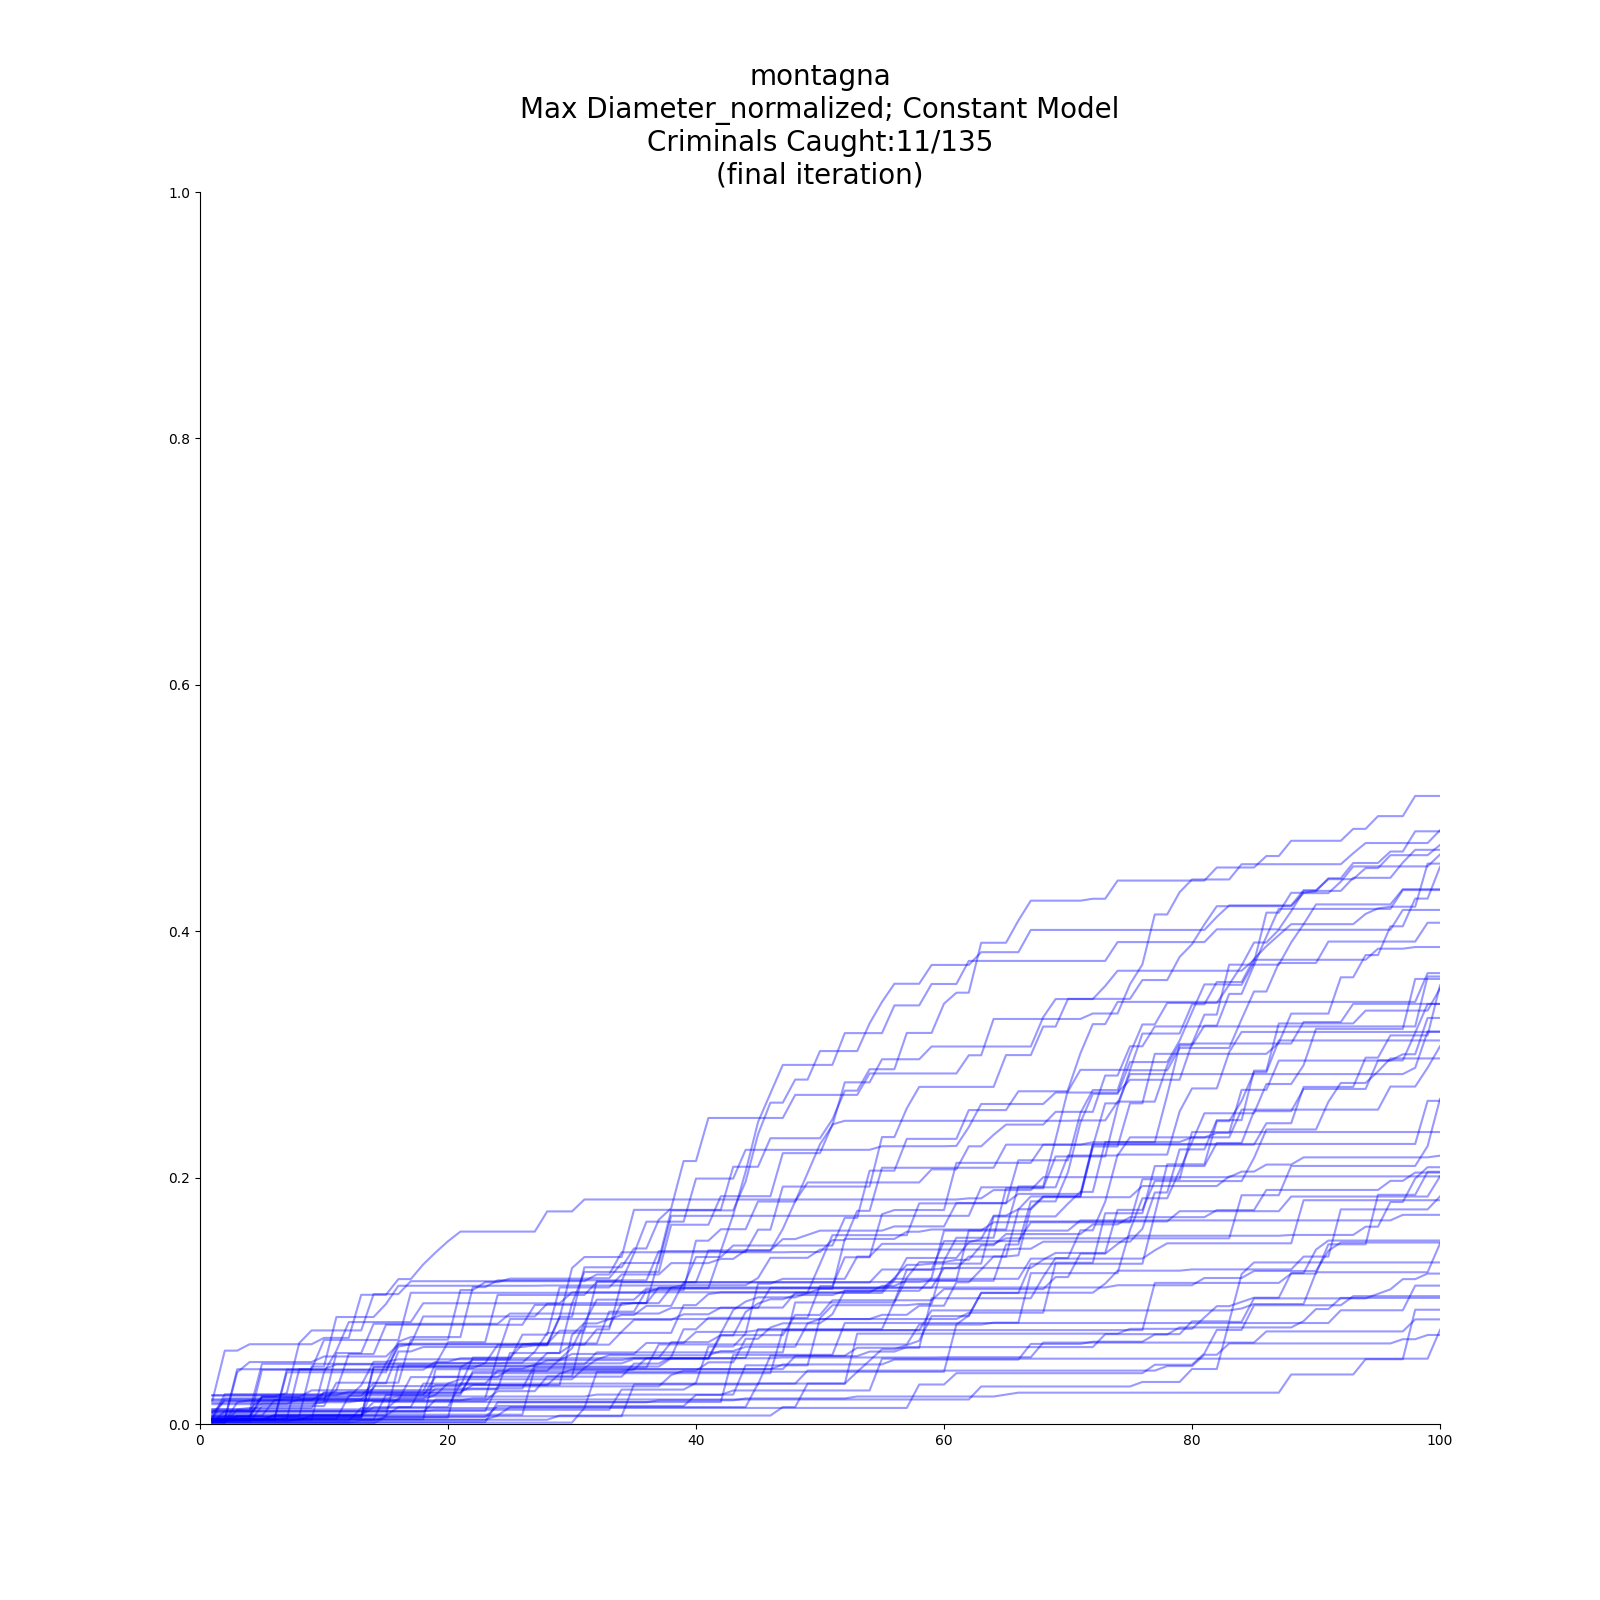 montagna
Max Diameter_normalized; Constant Model
Criminals Caught:11/135
(final iteration)
1.0
0.8
0.6
0.4
0.2
0.0
0 20 40 60 80 100